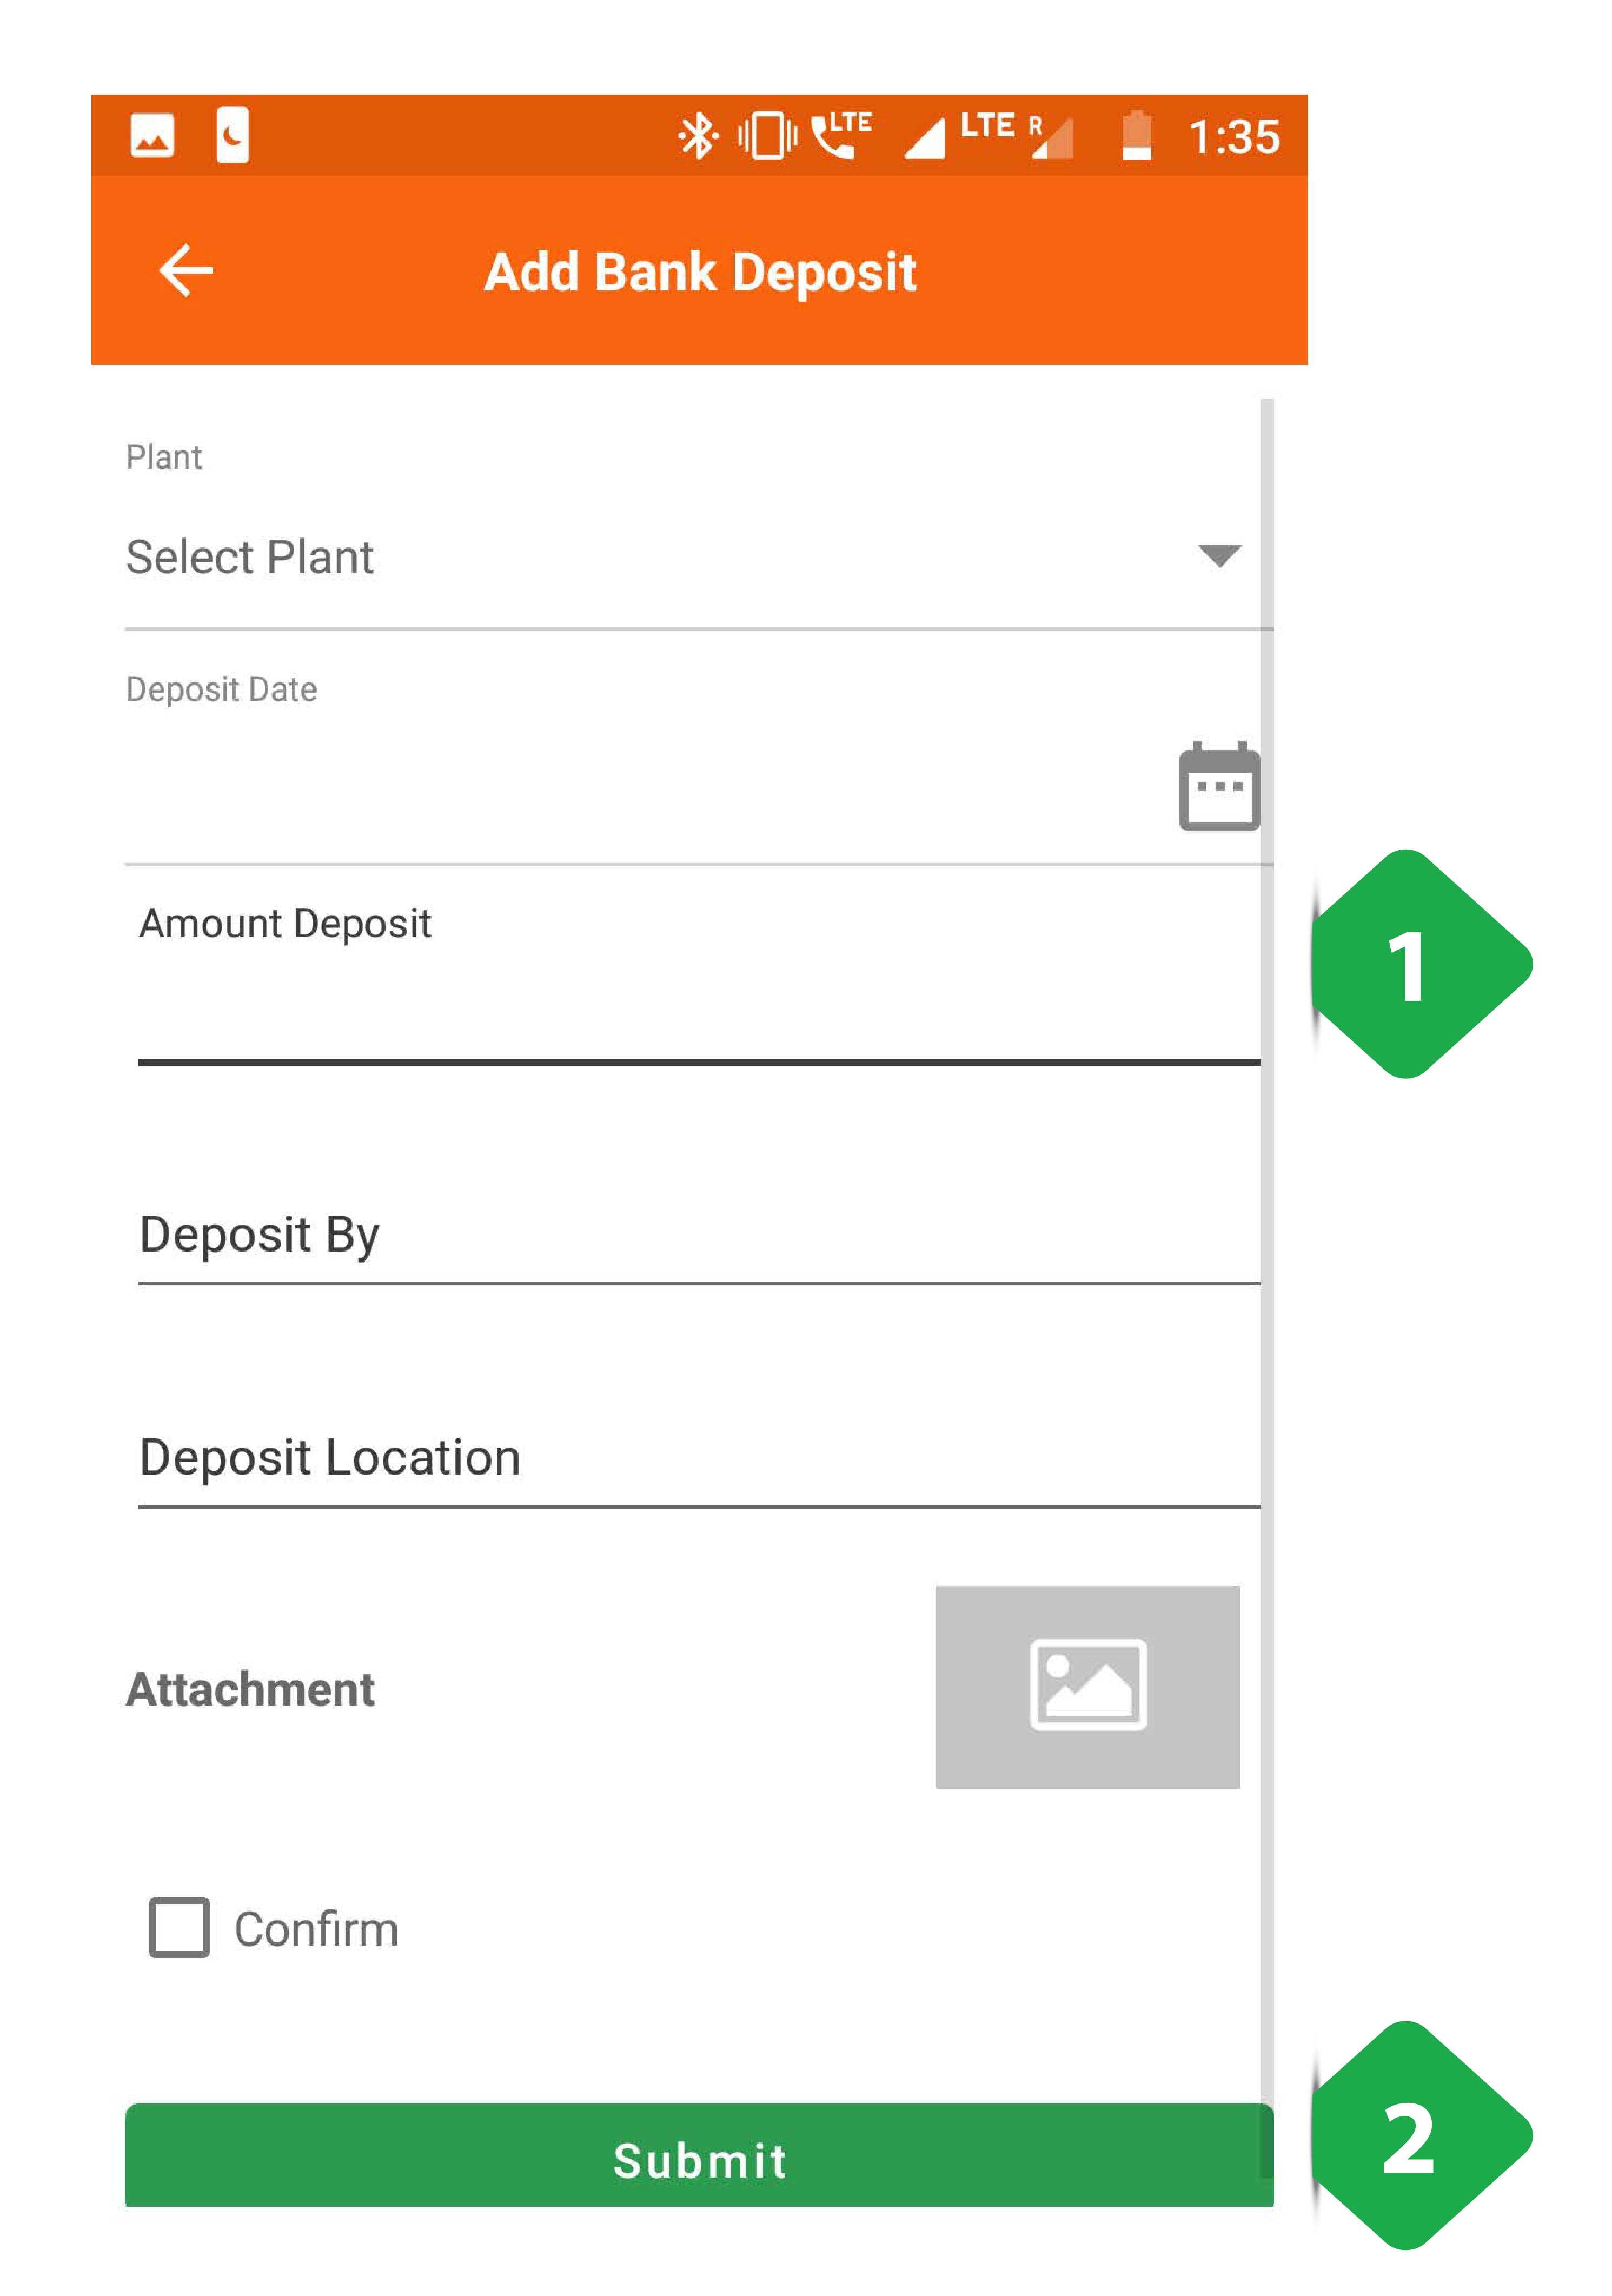 LTE LTE R 1:35
Add Bank Deposit
Plant
Select Plant
Deposit Date
Amount Deposit
1
Deposit By
Deposit Location
Attachment
Confirm
Submit
2